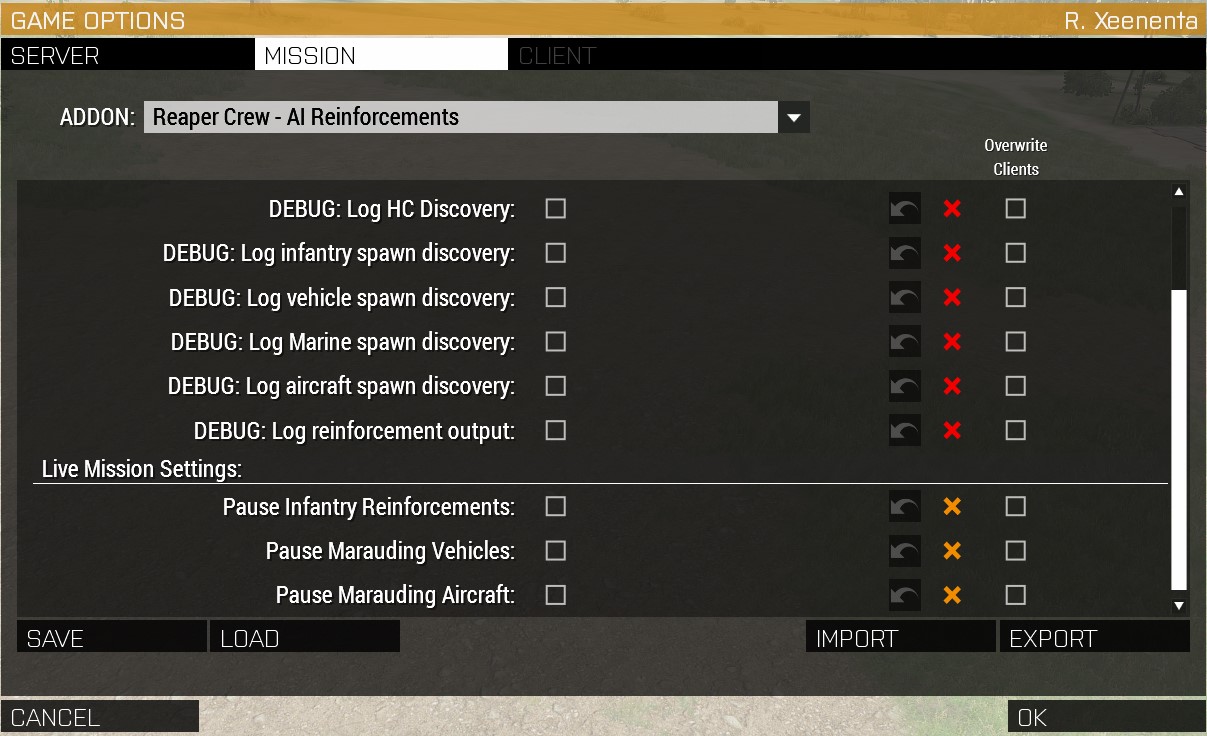 GAME OPTIONS R. Xeenenta
SERVER MISSION CLIENT
ADDON: Reaper Crew - AI Reinforcements
Overwrite
Clients
DEBUG: Log HC Discovery:
DEBUG: Log infantry spawn discovery:
DEBUG: Log vehicle spawn discovery:
DEBUG: Log Marine spawn discovery:
DEBUG: Log aircraft spawn discovery:
DEBUG: Log reinforcement output:
Live Mission Settings:
Pause Infantry Reinforcements:
Pause Marauding Vehicles:
Pause Marauding Aircraft:
SAVE LOAD IMPORT EXPORT
CANCEL OK